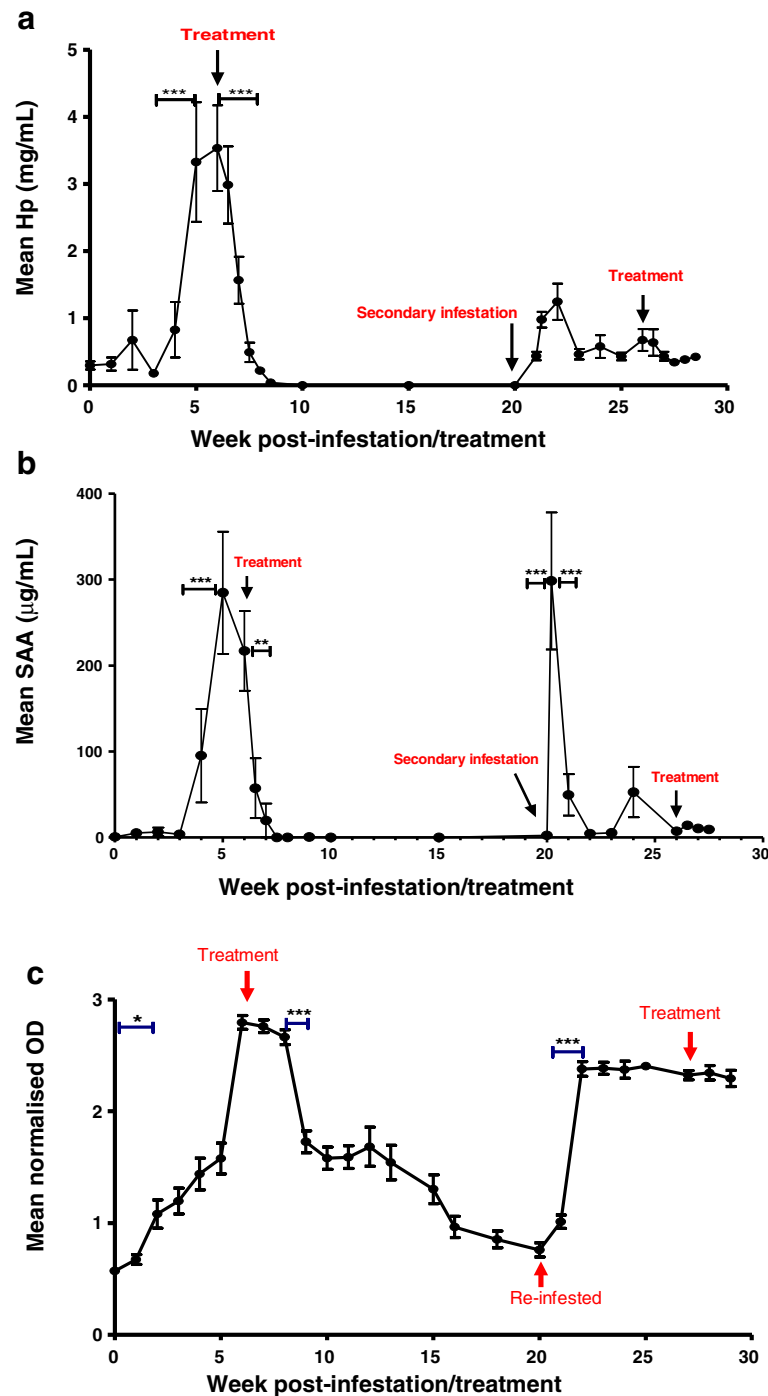 a
Treatment
5
*** ***
4
3
2
Secondary infestation Treatment
1
0
0 5 10 15 20 25 30
Mean Hp (mg/mL)
Week post-infestation/treatment
b
400
Treatment
300
*** *** ***
**
200
100
Secondary infestation Treatment
0
0 5 10 15 20 25 30
Mean SAA (µg/mL)
Week post-infestation/treatment
c
Treatment
3
Treatment
* *** ***
2
1
Re-infested
0
0 5 10 15 20 25 30
Mean normalised OD
Week post-infestation/treatment